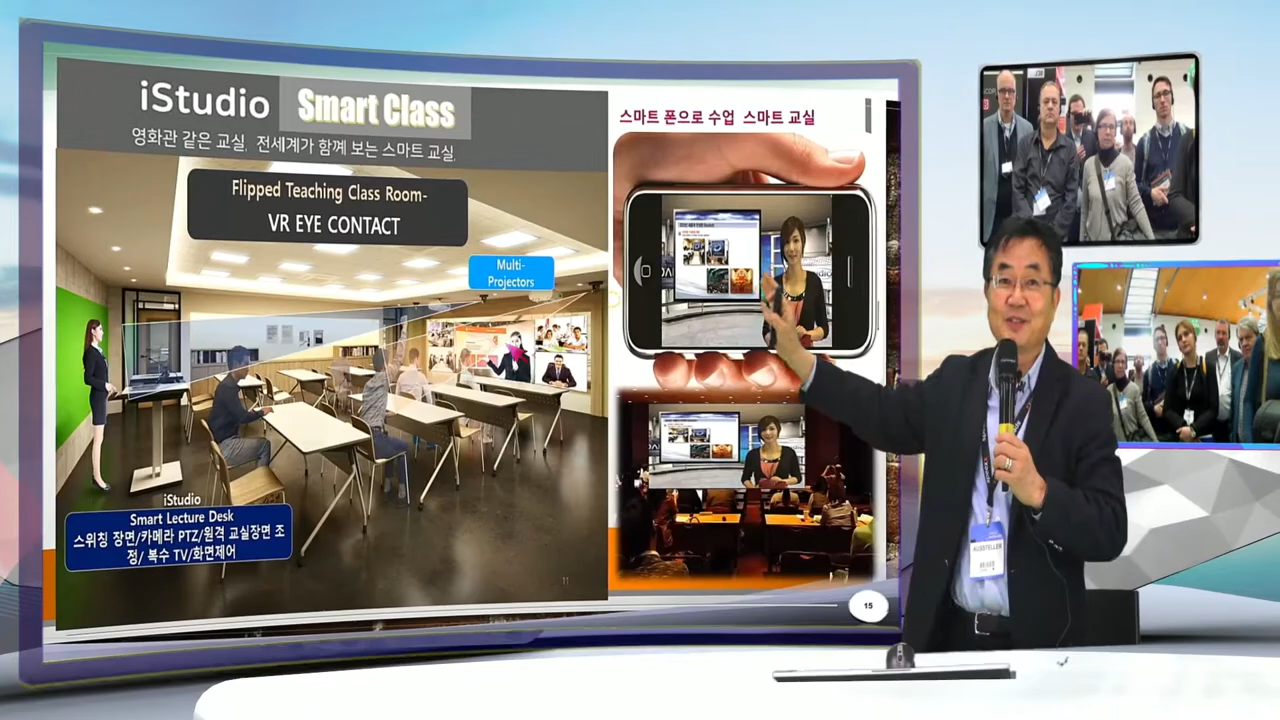 iStudio Smart Class
영화관 같은 교실, 전세계가 함께 보는 스마트 교실
Flipped Teaching Class Room-
VR EYE CONTACT
Multi-
Projectors
iStudio
Smart Lecture Desk
스위칭 장면/카메라 PTZ/원격 교실장면 조
정/ 복수 TV/화면제어
11
스마트 폰으로 수업 스마트 교실
15
AUSSTELLER